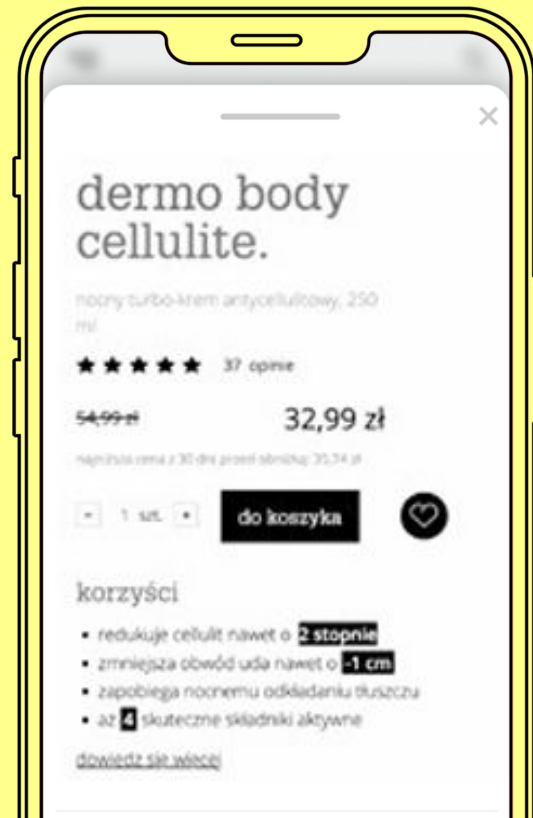 dermo body
cellulite.
nocny turbo-krem antycellulitowy, 250
ml
37 opinie
54,99 zł 32,99 zł
najniższa cena z 30 dni przed obniżką: 35,74 zł
- 1 szt. + do koszyka
korzyści
• redukuje cellulit nawet o 2 stopnie
• zmniejsza obwód uda nawet o -1 cm
• zapobiega nocnemu odkładaniu tłuszczu
• aż 4 skuteczne składniki aktywne
dowiedz się więcej